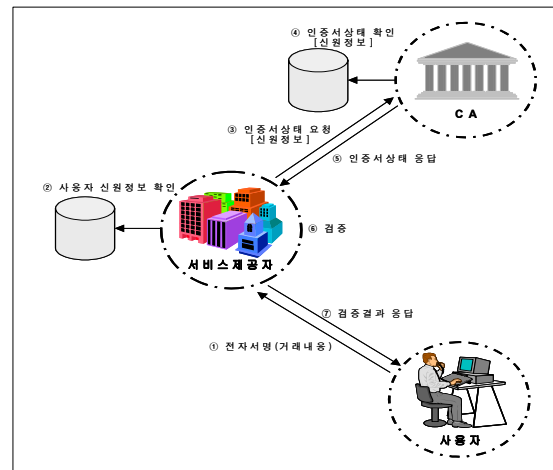 ④ 인증서상태 확인
[신원정보]
CA
③ 인증서상태 요청
[신원정보]
⑤ 인증서상태 응답
② 사용자 신원정보 확인
⑥ 검증
서비스제공자
⑦ 검증결과 응답
① 전자서명(거래내용)
사용자